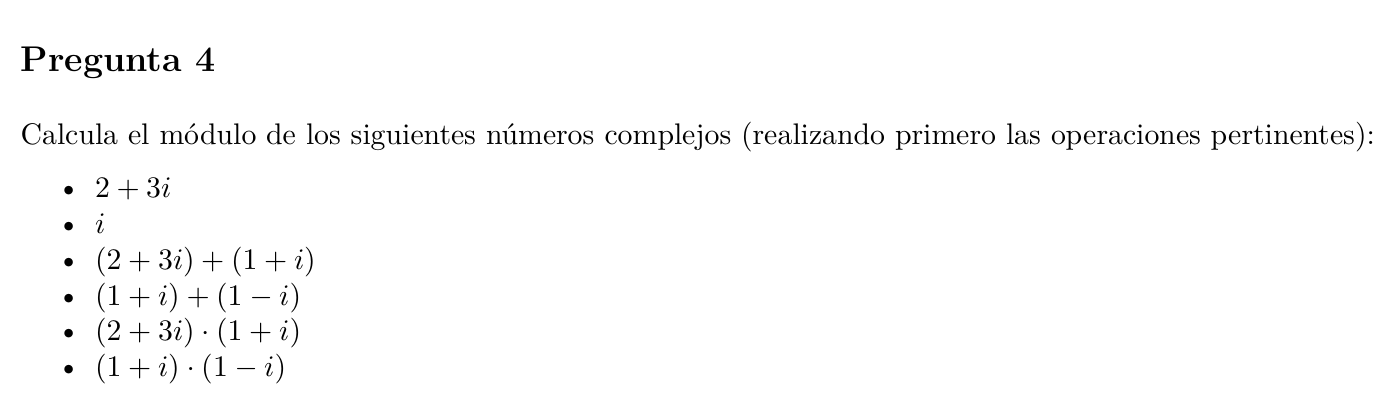 Pregunta 4
Calcula el módulo de los siguientes números complejos (realizando primero las operaciones pertinentes):
• 2 + 3i
• i
• (2 + 3i) + (1 + i)
• (1 + i) + (1 − i)
• (2 + 3i) · (1 + i)
• (1 + i) · (1 − i)